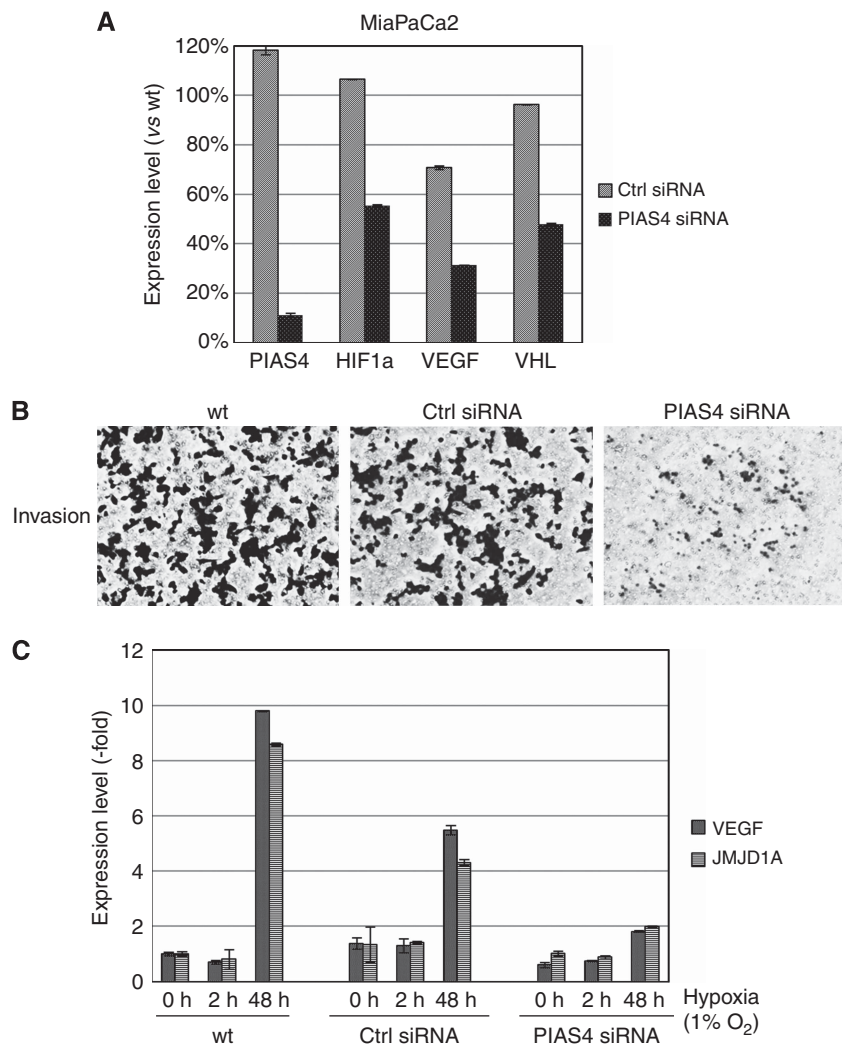 A
MiaPaCa2
Expression level (vs wt)
120%
100%
80%
60%
40%
20%
0%
PIAS4 HIF1a VEGF VHL
Ctrl siRNA
PIAS4 siRNA
B
wt Ctrl siRNA PIAS4 siRNA
Invasion
C
Expression level (-fold)
12
10
8
6
4
2
0
VEGF
JMJD1A
0 h 2 h 48 h 0 h 2 h 48 h 0 h 2 h 48 h
wt Ctrl siRNA PIAS4 siRNA
Hypoxia
(1% O₂)